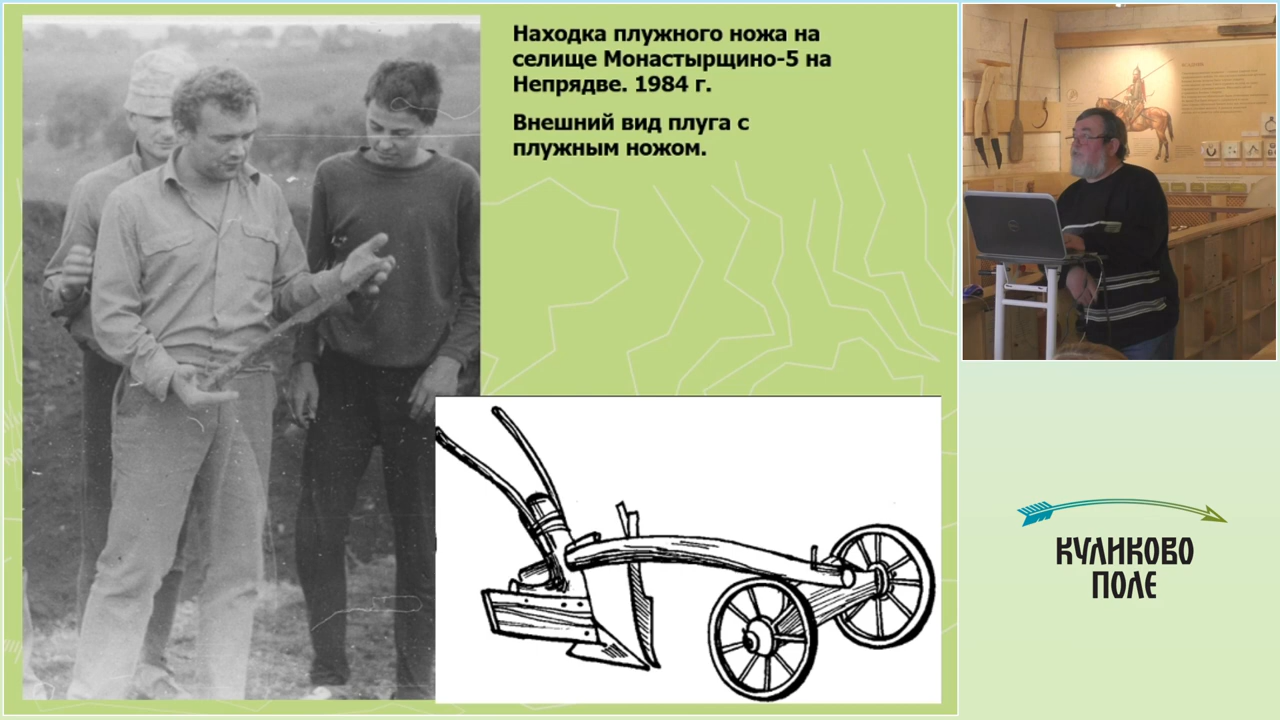 Находка плужного ножа на
селище Монастырщино-5 на
Непрядве. 1984 г.
Внешний вид плуга с
плужным ножом.
КУЛИКОВО
ПОЛЕ